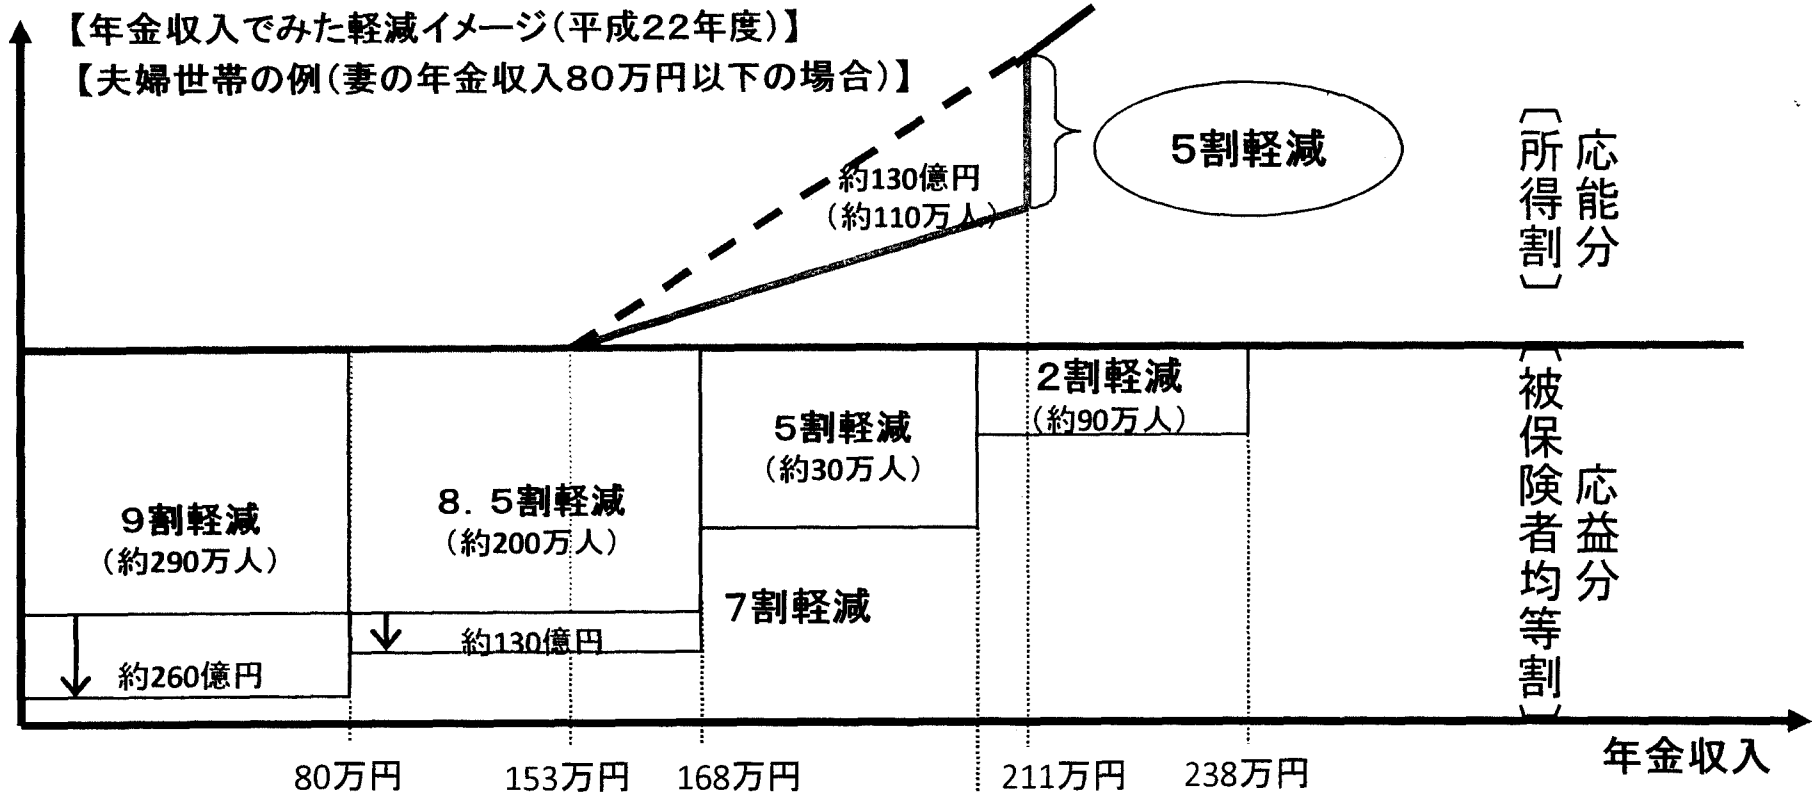 【年金収入でみた軽減イメージ（平成２２年度）】
【夫婦世帯の例（妻の年金収入８０万円以下の場合）】
５割軽減
約130億円
（約110万人）
応能分
〔所得割〕
２割軽減
（約90万人）
５割軽減
（約30万人）
８．５割軽減
（約200万人）
９割軽減
（約290万人）
７割軽減
約130億円
約260億円
応益分
〔被保険者均等割〕
年金収入
80万円
153万円
168万円
211万円
238万円